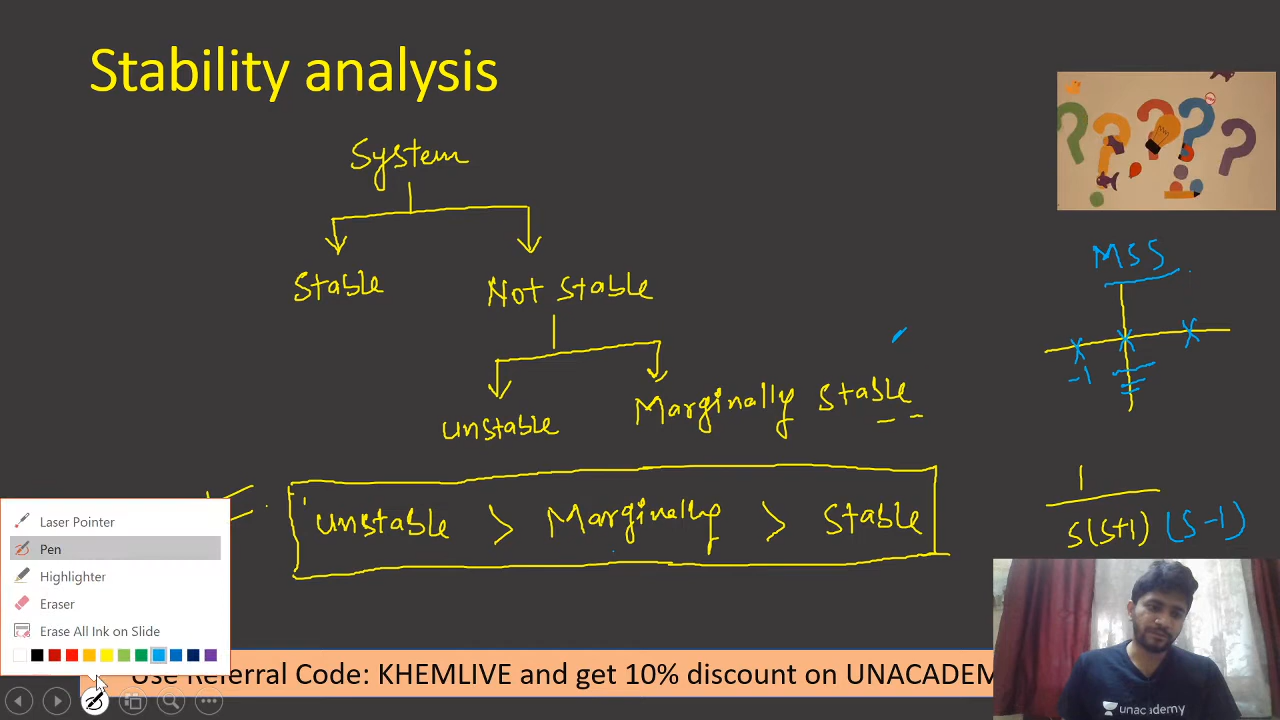 Stability analysis
System
Stable
Not stable
unstable
Marginally stable
unstable > Marginally > stable
MSS
-1
1
s(s+1) (s-1)
Laser Pointer
Pen
Highlighter
Eraser
Erase All Ink on Slide
Use Referral Code: KHEMLIVE and get 10% discount on UNACADEM
unacademy